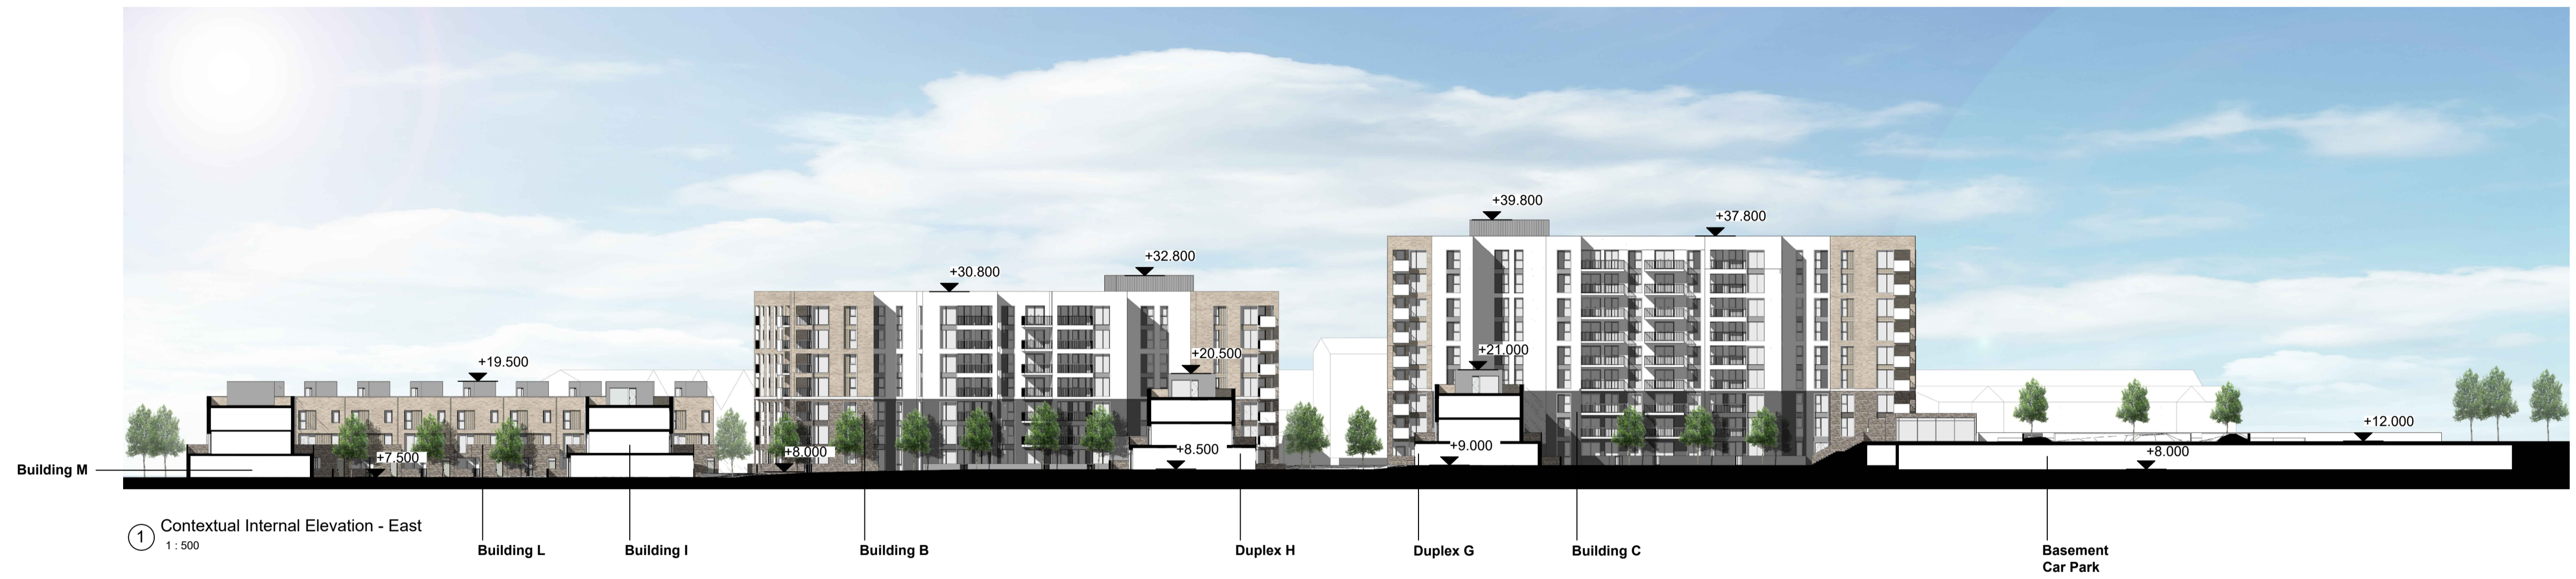 +39.800
+37.800
+32.800
+30.800
+20.500
+21.000
+19.500
+12.000
+7.500
+8.000
+8.500
+9.000
+8.000
Building M
1
Contextual Internal Elevation - East
1 : 500
Building L
Building I
Building B
Duplex H
Duplex G
Building C
Basement
Car Park